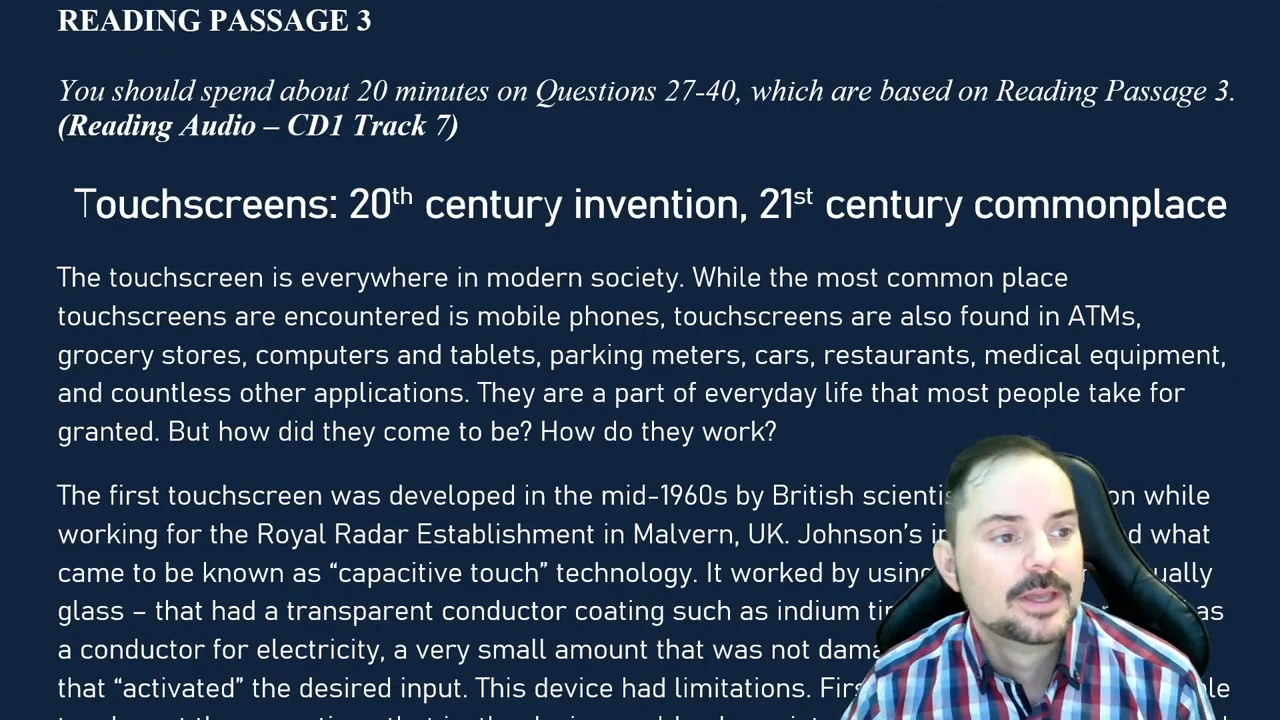 READING PASSAGE 3
You should spend about 20 minutes on Questions 27-40, which are based on Reading Passage 3.
(Reading Audio – CD1 Track 7)
Touchscreens: 20th century invention, 21st century commonplace
The touchscreen is everywhere in modern society. While the most common place
touchscreens are encountered is mobile phones, touchscreens are also found in ATMs,
grocery stores, computers and tablets, parking meters, cars, restaurants, medical equipment,
and countless other applications. They are a part of everyday life that most people take for
granted. But how did they come to be? How do they work?
The first touchscreen was developed in the mid-1960s by British while
working for the Royal Radar Establishment in Malvern, UK. Johnson's what
came to be known as “capacitive touch” technology. It worked by using
glass – that had a transparent conductor coating such as indium as
a conductor for electricity, a very small amount that was not
that “activated” the desired input. This device had limitations.